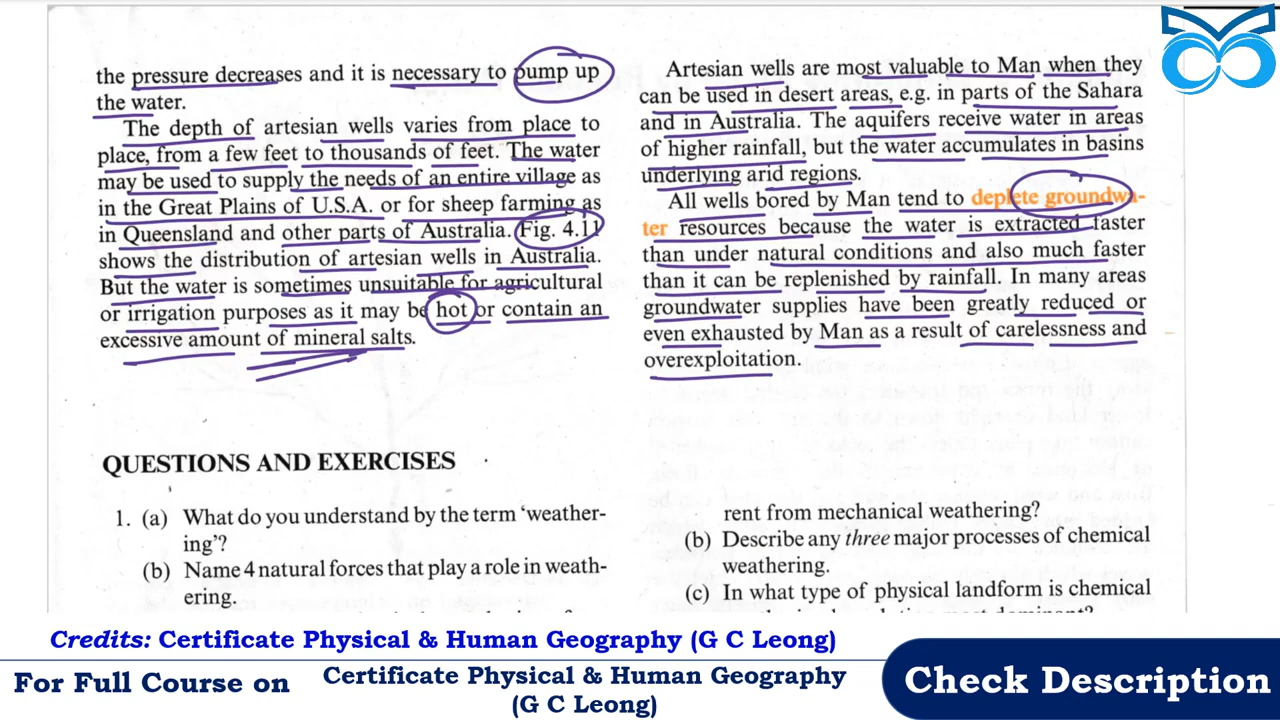 the pressure decreases and it is necessary to pump up
the water.
The depth of artesian wells varies from place to
place, from a few feet to thousands of feet. The water
may be used to supply the needs of an entire village as
in the Great Plains of U.S.A. or for sheep farming as
in Queensland and other parts of Australia. (Fig. 4.11
shows the distribution of artesian wells in Australia.
But the water is sometimes unsuitable for agricultural
or irrigation purposes as it may be hot or contain an
excessive amount of mineral salts.
Artesian wells are most valuable to Man when they
can be used in desert areas, e.g. in parts of the Sahara
and in Australia. The aquifers receive water in areas
of higher rainfall, but the water accumulates in basins
underlying arid regions.
All wells bored by Man tend to deplete groundwa-
ter resources because the water is extracted faster
than under natural conditions and also much faster
than it can be replenished by rainfall. In many areas
groundwater supplies have been greatly reduced or
even exhausted by Man as a result of carelessness and
overexploitation.
QUESTIONS AND EXERCISES
1. (a) What do you understand by the term ‘weather-
ing’?
(b) Name 4 natural forces that play a role in weath-
ering.
rent from mechanical weathering?
(b) Describe any three major processes of chemical
weathering.
(c) In what type of physical landform is chemical
Credits: Certificate Physical & Human Geography (G C Leong)
For Full Course on
Certificate Physical & Human Geography
(G C Leong)
Check Description